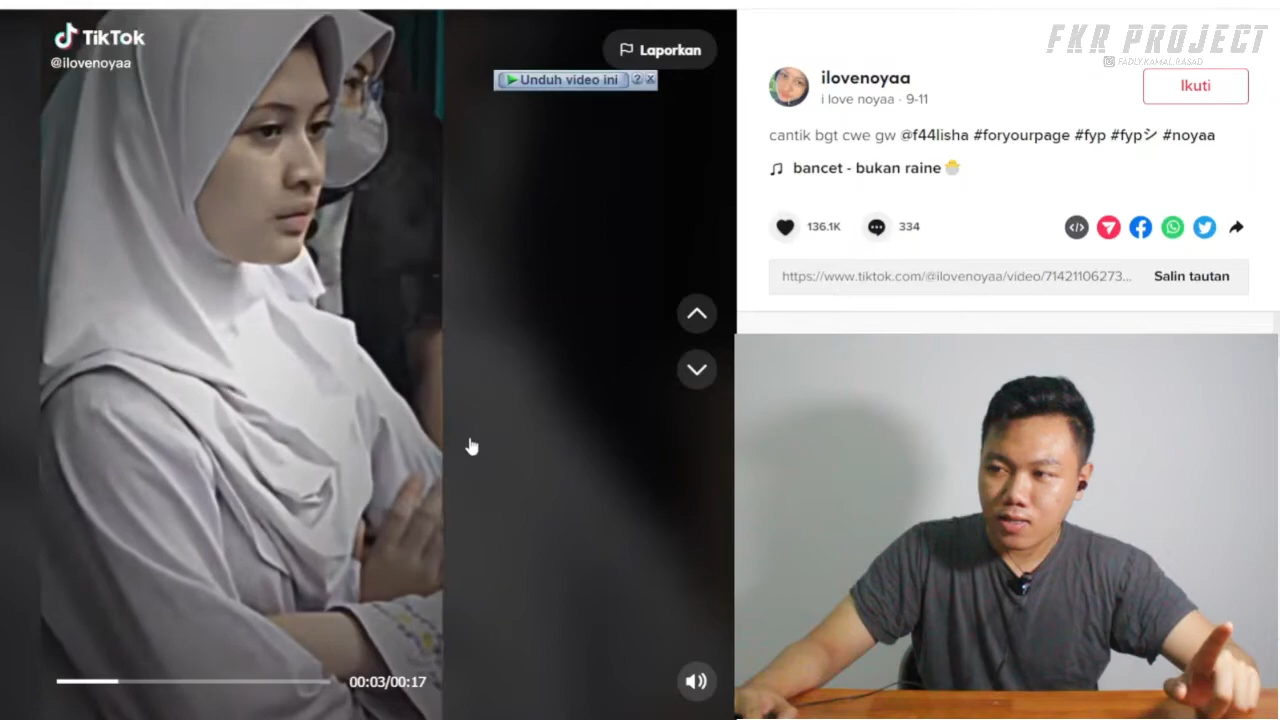 TikTok
@ilovenoyaa
Laporkan
Unduh video ini ? X
00:03/00:17
FKR PROJECT
FADLY.KAMAL.RASAD
ilovenoyaa
i love noyaa · 9-11
Ikuti
cantik bgt cwe gw @f44lisha #foryourpage #fyp #fypシ #noyaa
bancet - bukan raine
136.1K
334
https://www.tiktok.com/@ilovenoyaa/video/71421106273...
Salin tautan